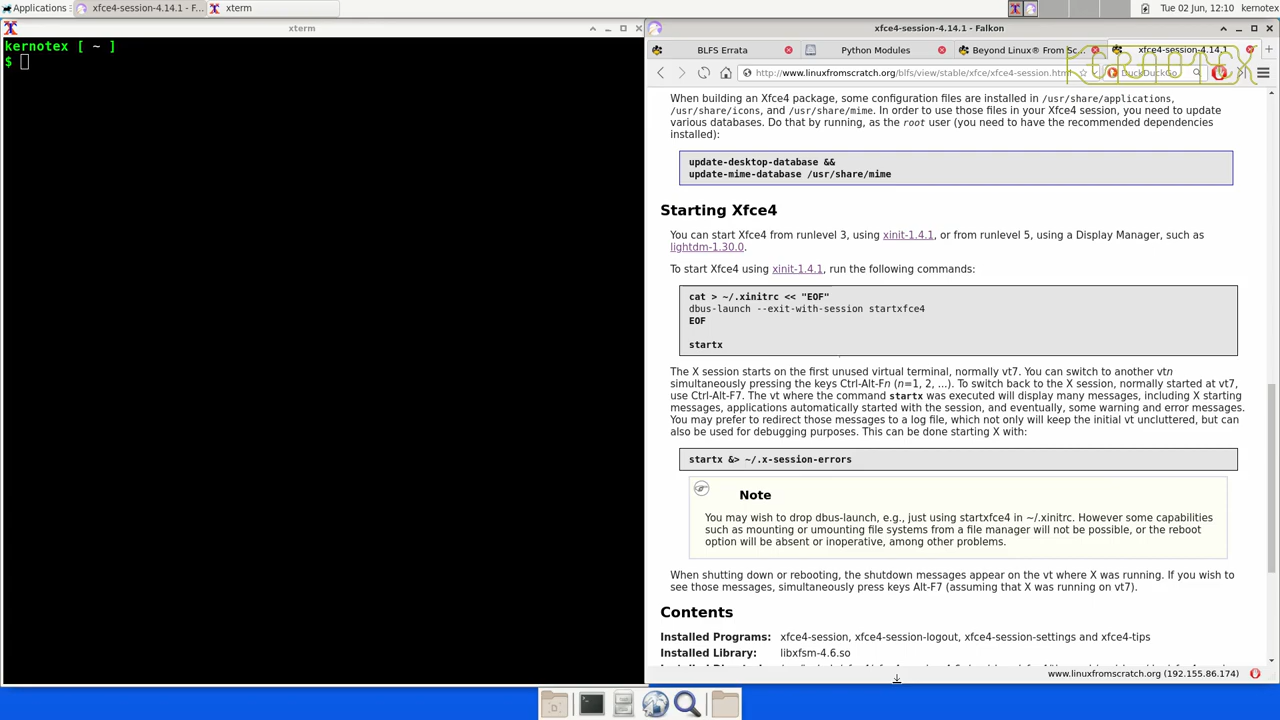 Applications
xfce4-session-4.14.1 - F...
xterm
Tue 02 Jun, 12:10
kernotex
xterm
xfce4-session-4.14.1 - Falkon
kernotex [ ~ ]
$
BLFS Errata
Python Modules
Beyond Linux® From Sc...
xfce4-session-4.14.1
KERNOTEX
http://www.linuxfromscratch.org/blfs/view/stable/xfce/xfce4-session.html
DuckDuckGo
When building an Xfce4 package, some configuration files are installed in /usr/share/applications,
/usr/share/icons, and /usr/share/mime. In order to use those files in your Xfce4 session, you need to update
various databases. Do that by running, as the root user (you need to have the recommended dependencies
installed):
update-desktop-database &&
update-mime-database /usr/share/mime
Starting Xfce4
You can start Xfce4 from runlevel 3, using xinit-1.4.1, or from runlevel 5, using a Display Manager, such as
lightdm-1.30.0.
To start Xfce4 using xinit-1.4.1, run the following commands:
cat > ~/.xinitrc << "EOF"
dbus-launch --exit-with-session startxfce4
EOF
startx
The X session starts on the first unused virtual terminal, normally vt7. You can switch to another vtn
simultaneously pressing the keys Ctrl-Alt-Fn (n=1, 2, ...). To switch back to the X session, normally started at vt7,
use Ctrl-Alt-F7. The vt where the command startx was executed will display many messages, including X starting
messages, applications automatically started with the session, and eventually, some warning and error messages.
You may prefer to redirect those messages to a log file, which not only will keep the initial vt uncluttered, but can
also be used for debugging purposes. This can be done starting X with:
startx &> ~/.x-session-errors
Note
You may wish to drop dbus-launch, e.g., just using startxfce4 in ~/.xinitrc. However some capabilities
such as mounting or umounting file systems from a file manager will not be possible, or the reboot
option will be absent or inoperative, among other problems.
When shutting down or rebooting, the shutdown messages appear on the vt where X was running. If you wish to
see those messages, simultaneously press keys Alt-F7 (assuming that X was running on vt7).
Contents
Installed Programs: xfce4-session, xfce4-session-logout, xfce4-session-settings and xfce4-tips
Installed Library: libxfsm-4.6.so
www.linuxfromscratch.org (192.155.86.174)